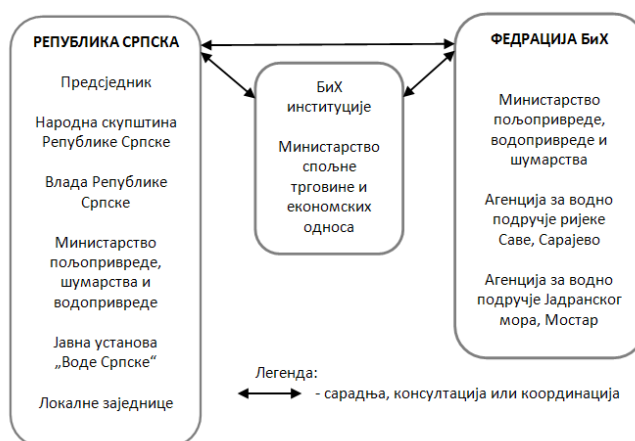 РЕПУБЛИКА СРПСКА
Предсједник
Народна скупштина
Републике Српске
Влада Републике
Српске
Министарство
пољопривреде,
шумарства и
водопривреде
Јавна установа
„Воде Српске“
Локалне заједнице
БиХ
институције
Министарство
спољне
трговине и
економских
односа
ФЕДРАЦИЈА БиХ
Министарство
пољопривреде,
водопривреде и
шумарства
Агенција за водно
подручје ријеке
Саве, Сарајево
Агенција за водно
подручје Јадранског
мора, Мостар
Легенда:
- сарадња, консултација или координација